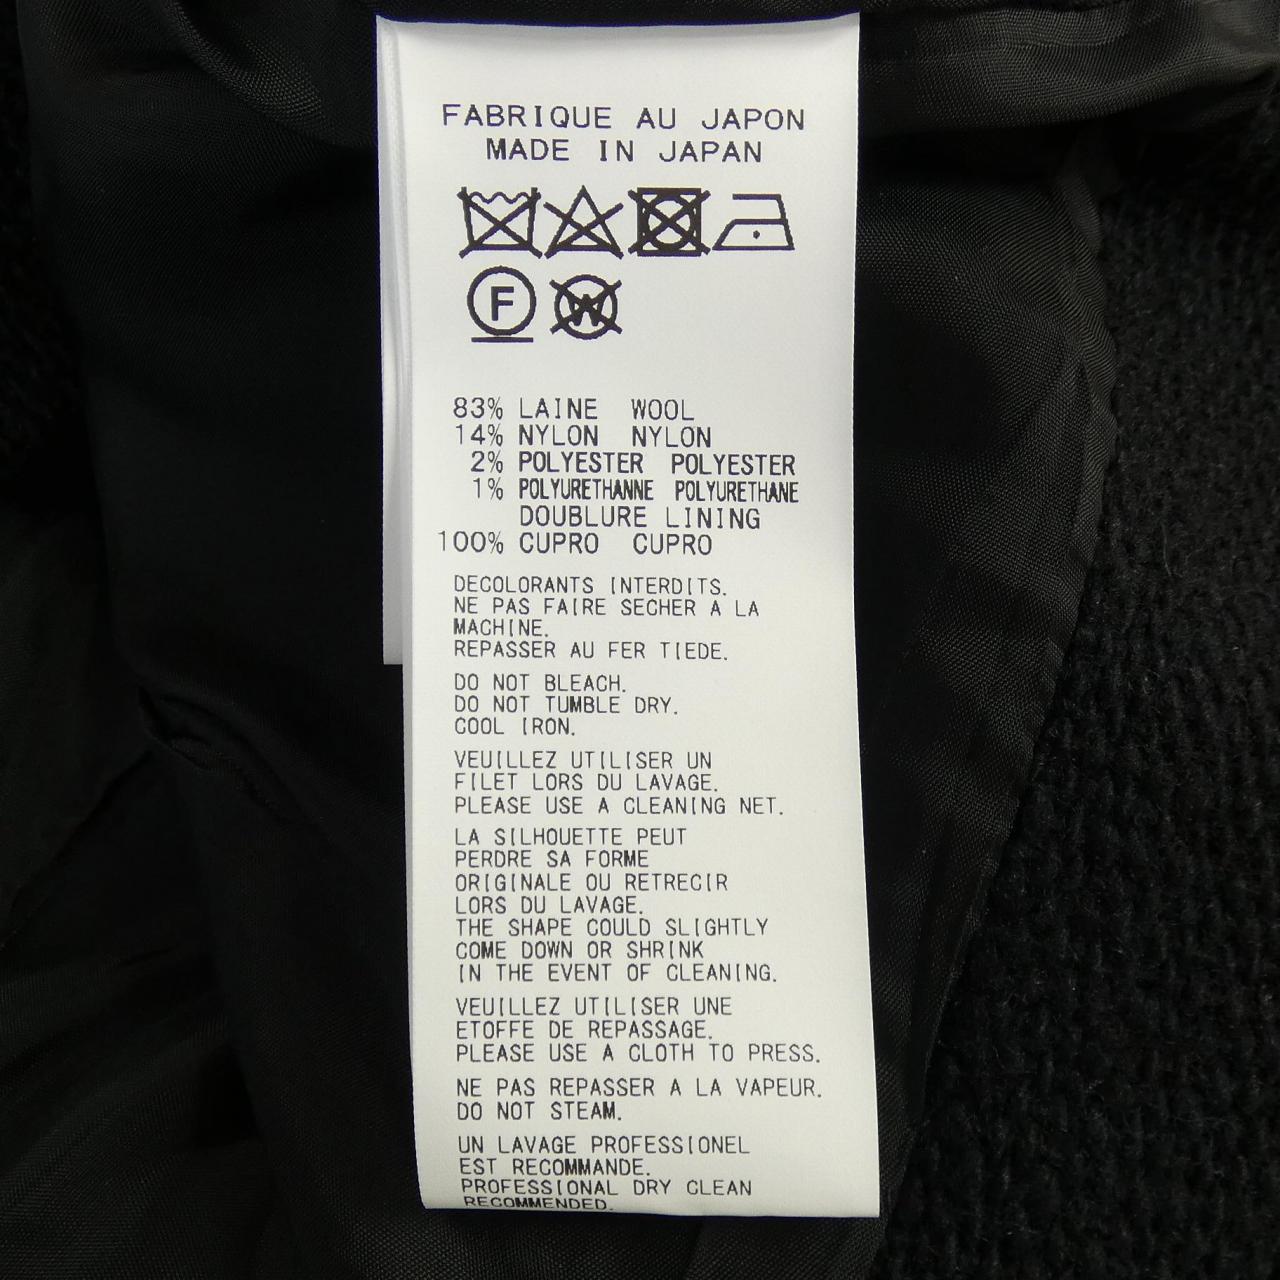 FABRIQUE AU JAPON
MADE IN JAPAN
F W
83% LAINE WOOL
14% NYLON NYLON
2% POLYESTER POLYESTER
1% POLYURETHANNE POLYURETHANE
DOUBLURE LINING
100% CUPRO CUPRO
DECOLORANTS INTERDITS.
NE PAS FAIRE SECHER A LA
MACHINE.
REPASSER AU FER TIEDE.
DO NOT BLEACH.
DO NOT TUMBLE DRY.
COOL IRON.
VEUILLEZ UTILISER UN
FILET LORS DU LAVAGE.
PLEASE USE A CLEANING NET.
LA SILHOUETTE PEUT
PERDRE SA FORME
ORIGINALE OU RETRECIR
LORS DU LAVAGE.
THE SHAPE COULD SLIGHTLY
COME DOWN OR SHRINK
IN THE EVENT OF CLEANING.
VEUILLEZ UTILISER UNE
ETOFFE DE REPASSAGE.
PLEASE USE A CLOTH TO PRESS.
NE PAS REPASSER A LA VAPEUR.
DO NOT STEAM.
UN LAVAGE PROFESSIONEL
EST RECOMMANDE.
PROFESSIONAL DRY CLEAN
RECOMMENDED.